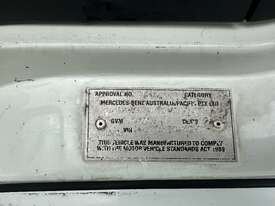 APPROVAL NO. CATEGORY
MERCEDES-BENZ AUSTRALIA/PACIFIC PTY LTD
GVM
VIN
THIS VEHICLE WAS MANUFACTURED TO COMPLY
WITH THE MOTOR VEHICLE STANDARDS ACT 1989